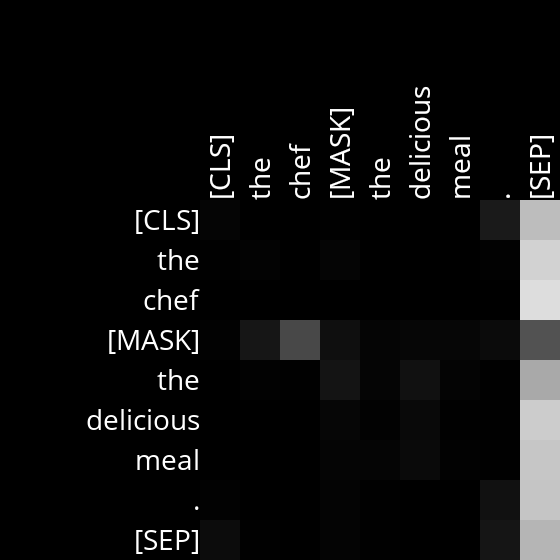 [CLS] the chef [MASK] the delicious meal . [SEP]
[CLS]
the
chef
[MASK]
the
delicious
meal
.
[SEP]